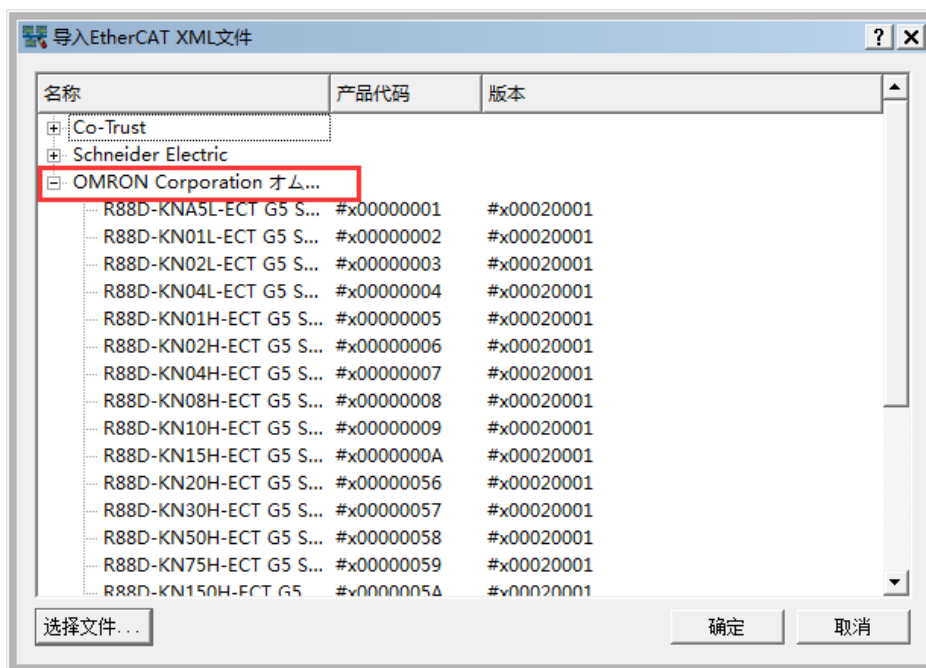 导入EtherCAT XML文件
名称 产品代码 版本
Co-Trust
Schneider Electric
OMRON Corporation オム...
R88D-KNA5L-ECT G5 S... #x00000001 #x00020001
R88D-KN01L-ECT G5 S... #x00000002 #x00020001
R88D-KN02L-ECT G5 S... #x00000003 #x00020001
R88D-KN04L-ECT G5 S... #x00000004 #x00020001
R88D-KN01H-ECT G5 S... #x00000005 #x00020001
R88D-KN02H-ECT G5 S... #x00000006 #x00020001
R88D-KN04H-ECT G5 S... #x00000007 #x00020001
R88D-KN08H-ECT G5 S... #x00000008 #x00020001
R88D-KN10H-ECT G5 S... #x00000009 #x00020001
R88D-KN15H-ECT G5 S... #x0000000A #x00020001
R88D-KN20H-ECT G5 S... #x00000056 #x00020001
R88D-KN30H-ECT G5 S... #x00000057 #x00020001
R88D-KN50H-ECT G5 S... #x00000058 #x00020001
R88D-KN75H-ECT G5 S... #x00000059 #x00020001
R88D-KN150H-ECT G5 #x0000005A #x00020001
选择文件... 确定 取消